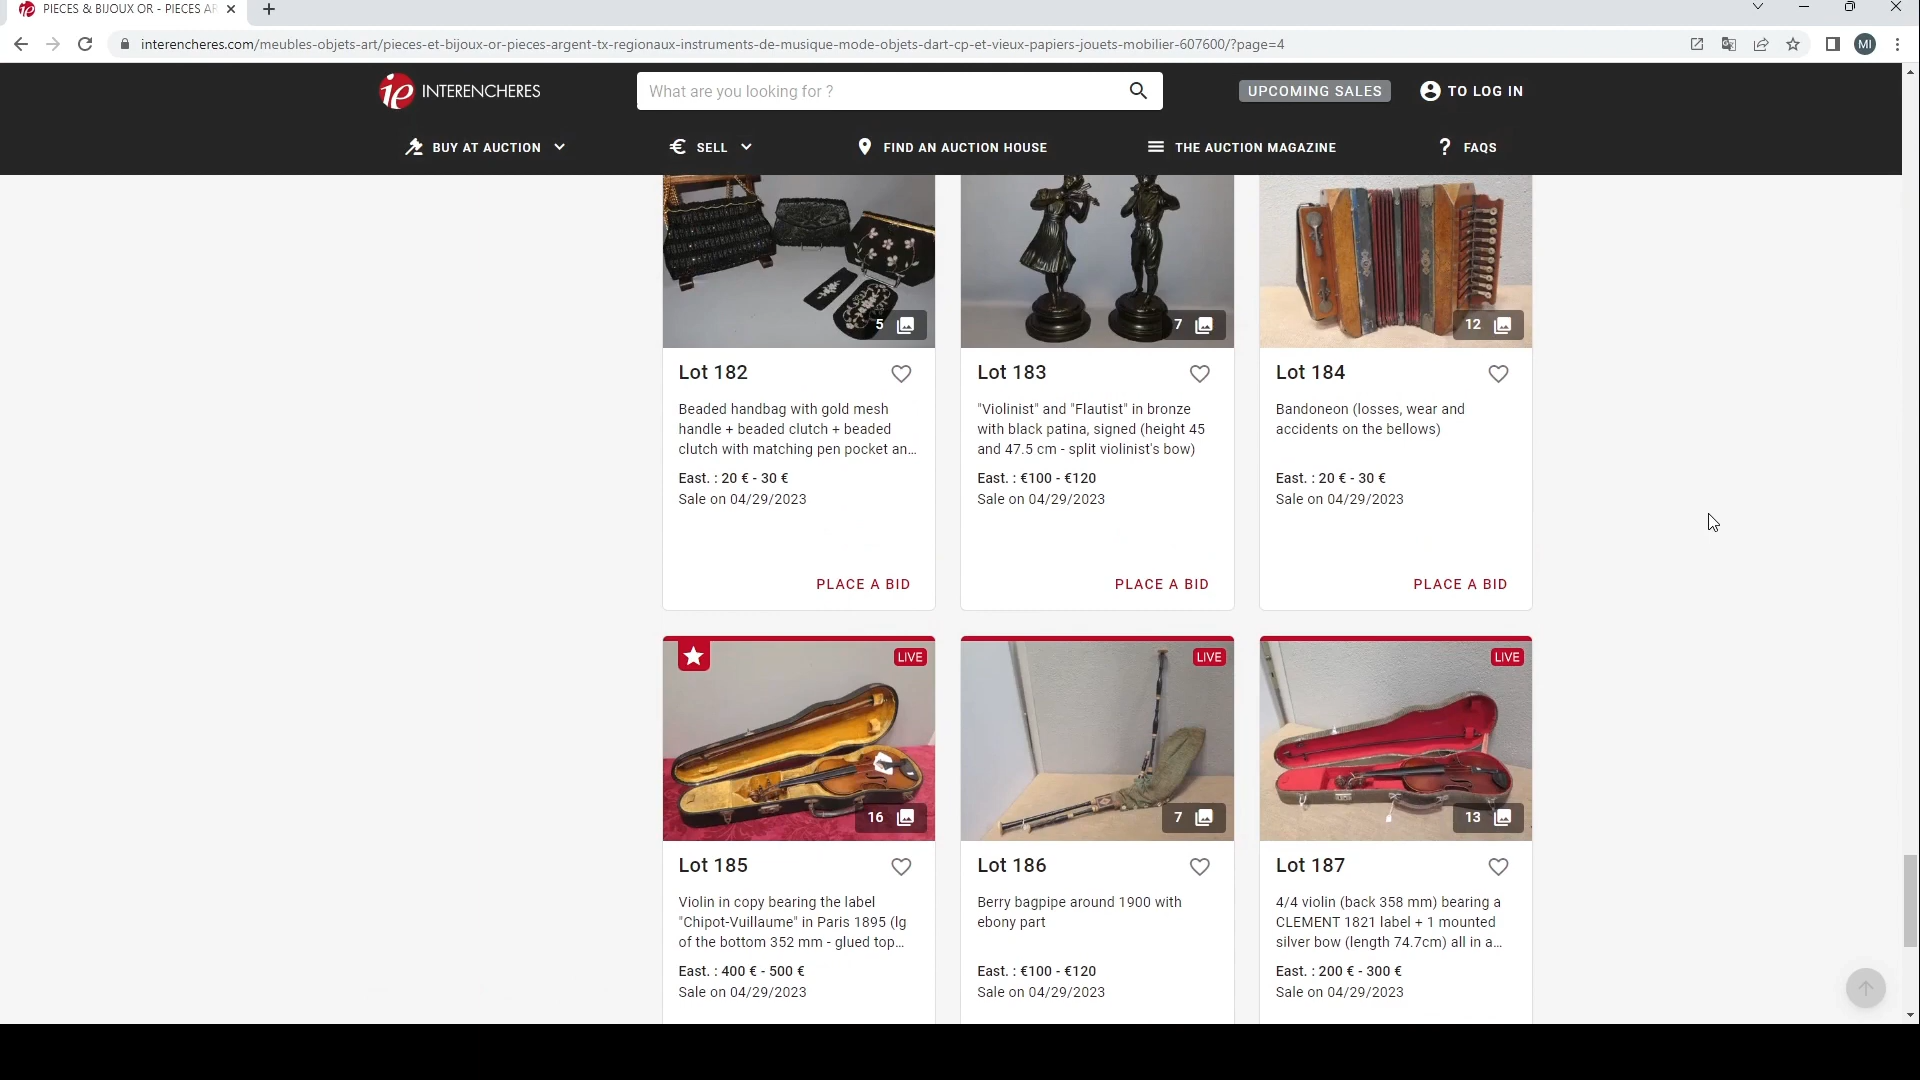 PIECES & BIJOUX OR - PIECES AR
interencheres.com/meubles-objets-art/pieces-et-bijoux-or-pieces-argent-tx-regionaux-instruments-de-musique-mode-objets-dart-cp-et-vieux-papiers-jouets-mobilier-607600/?page=4
MI
ie INTERENCHERES
What are you looking for ?
UPCOMING SALES
TO LOG IN
BUY AT AUCTION
€ SELL
FIND AN AUCTION HOUSE
THE AUCTION MAGAZINE
? FAQS
5
7
12
Lot 182
Beaded handbag with gold mesh
handle + beaded clutch + beaded
clutch with matching pen pocket an...
East. : 20 € - 30 €
Sale on 04/29/2023
PLACE A BID
Lot 183
"Violinist" and "Flautist" in bronze
with black patina, signed (height 45
and 47.5 cm - split violinist's bow)
East. : €100 - €120
Sale on 04/29/2023
PLACE A BID
Lot 184
Bandoneon (losses, wear and
accidents on the bellows)
East. : 20 € - 30 €
Sale on 04/29/2023
PLACE A BID
LIVE
16
Lot 185
Violin in copy bearing the label
"Chipot-Vuillaume" in Paris 1895 (lg
of the bottom 352 mm - glued top...
East. : 400 € - 500 €
Sale on 04/29/2023
LIVE
7
Lot 186
Berry bagpipe around 1900 with
ebony part
East. : €100 - €120
Sale on 04/29/2023
LIVE
13
Lot 187
4/4 violin (back 358 mm) bearing a
CLEMENT 1821 label + 1 mounted
silver bow (length 74.7cm) all in a...
East. : 200 € - 300 €
Sale on 04/29/2023